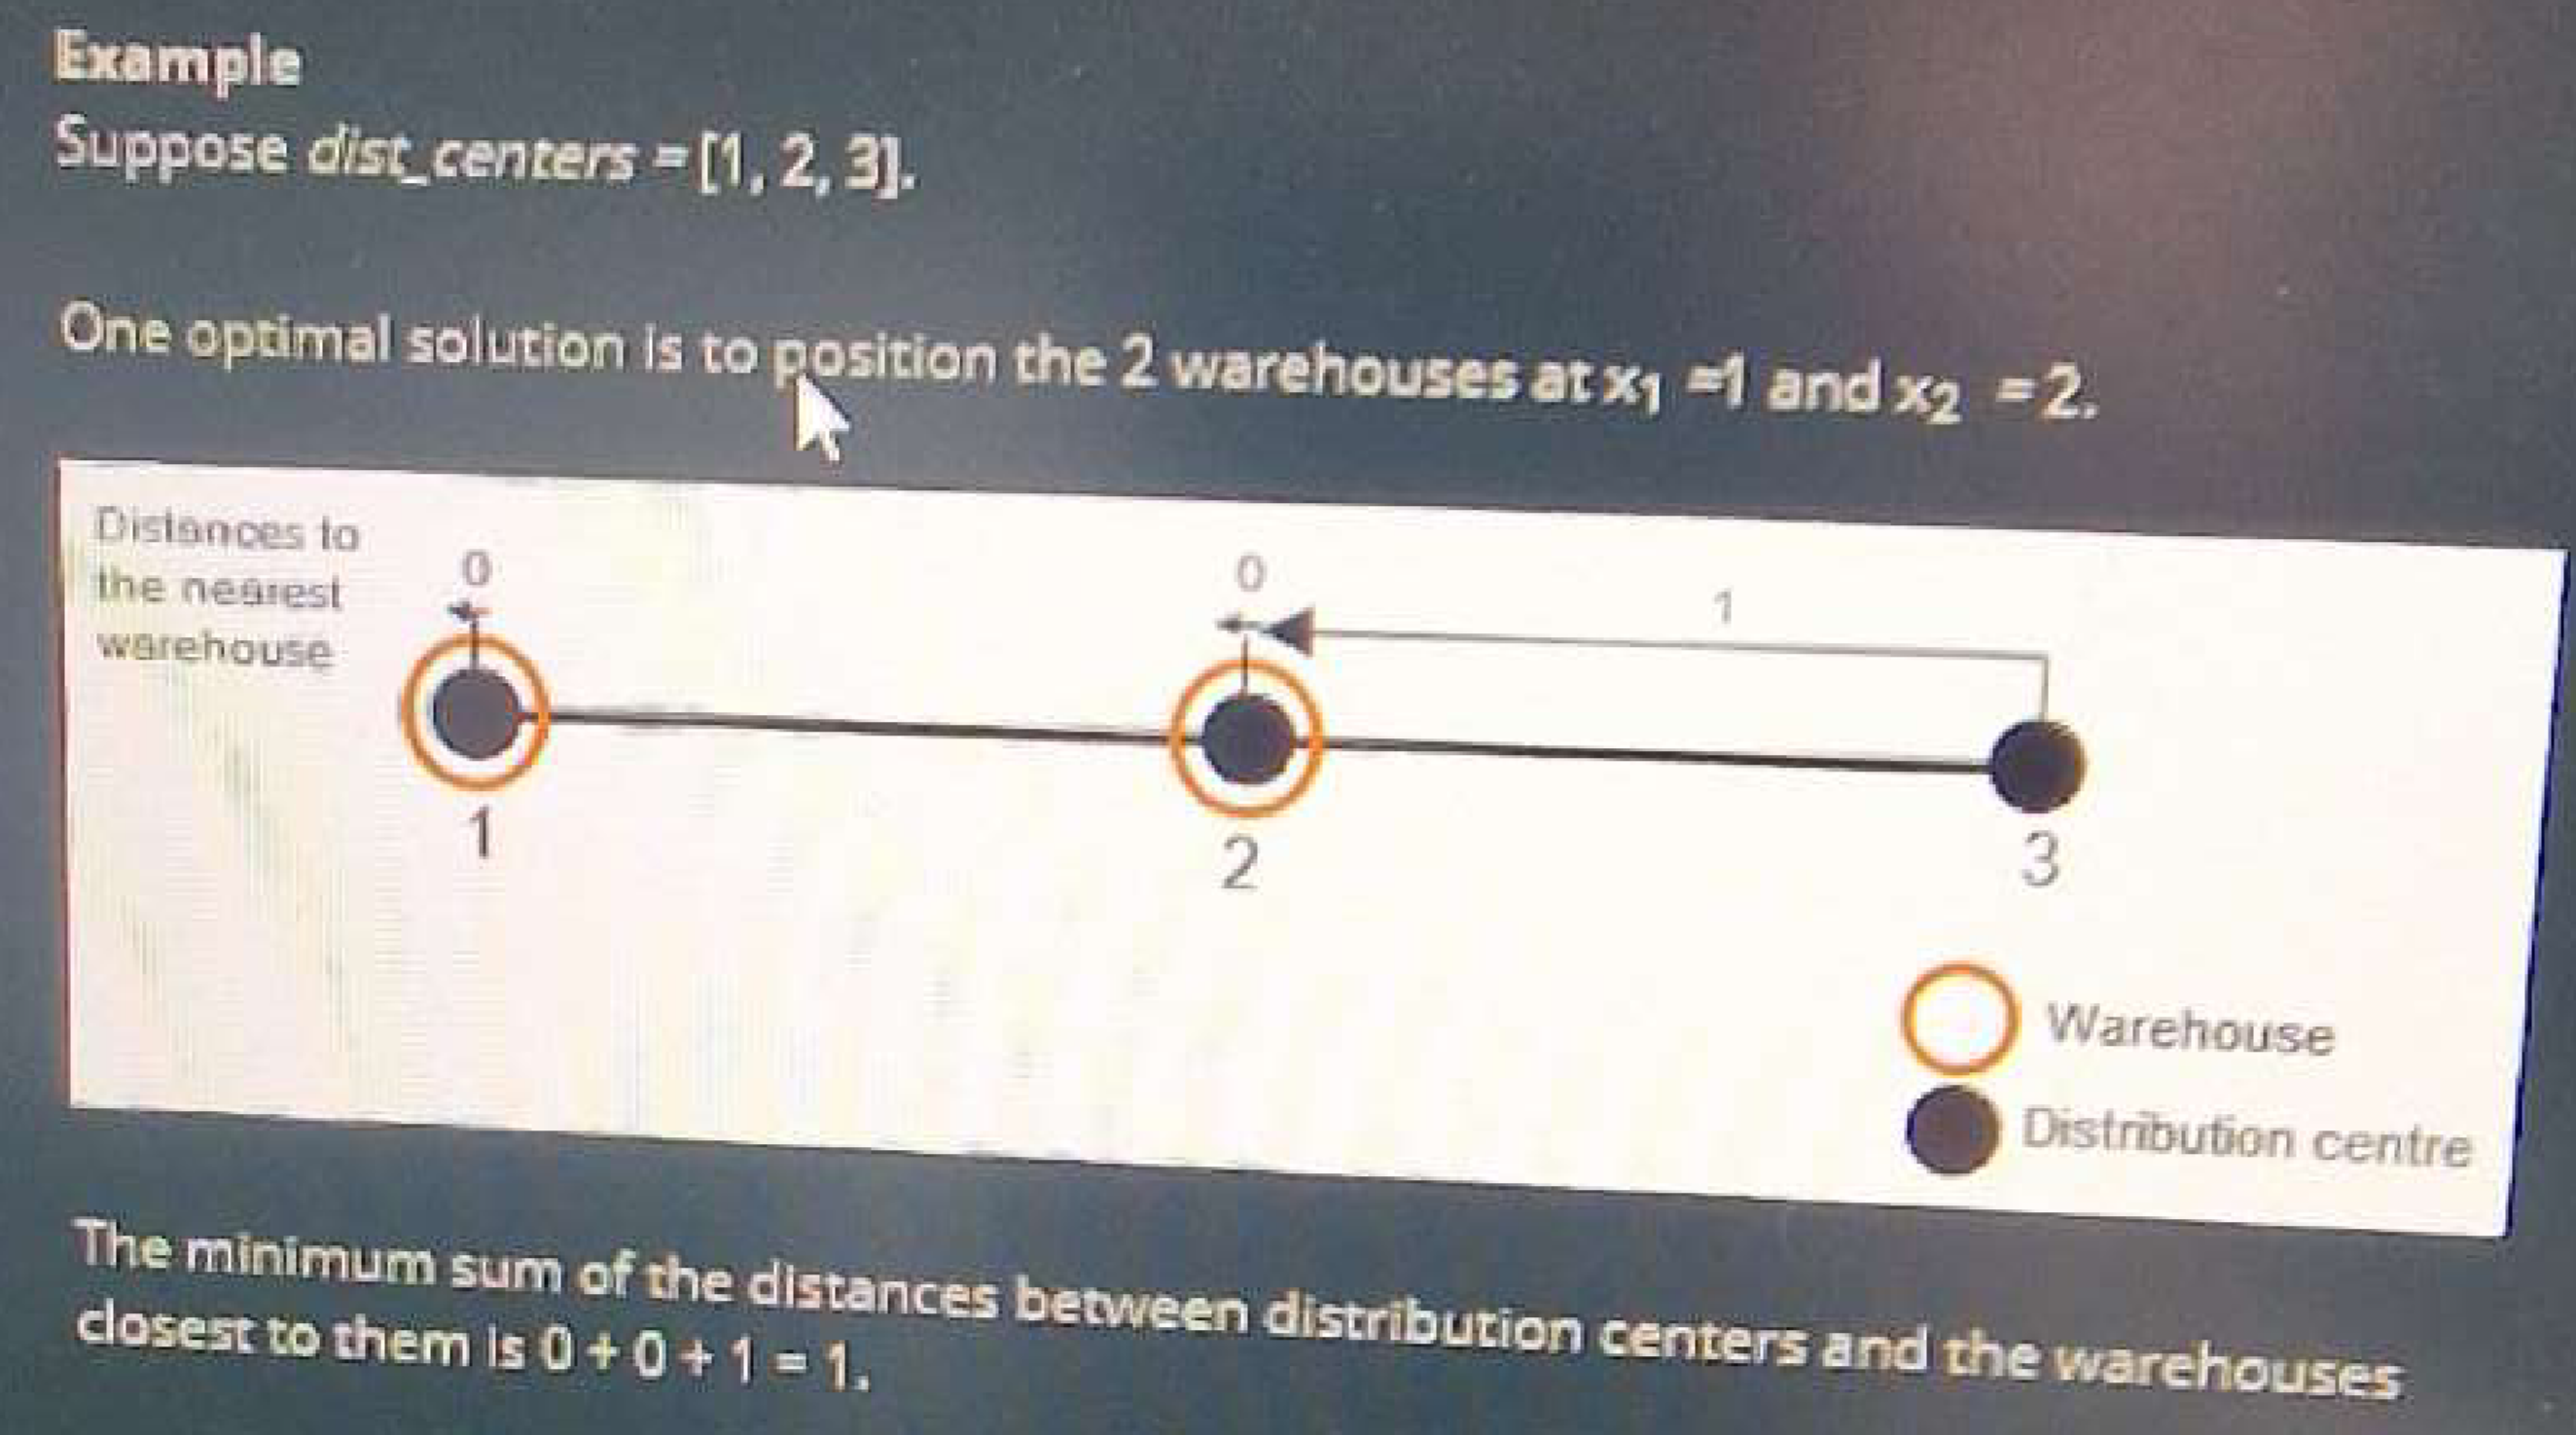 Example
Suppose dist_centers = [1, 2, 3].
One optimal solution is to position the 2 warehouses at x1 =1 and x2 = 2.
Distances to
the nearest
warehouse
0
0
1
1
2
3
Warehouse
Distribution centre
The minimum sum of the distances between distribution centers and the warehouses
closest to them is 0 + 0 + 1 = 1.